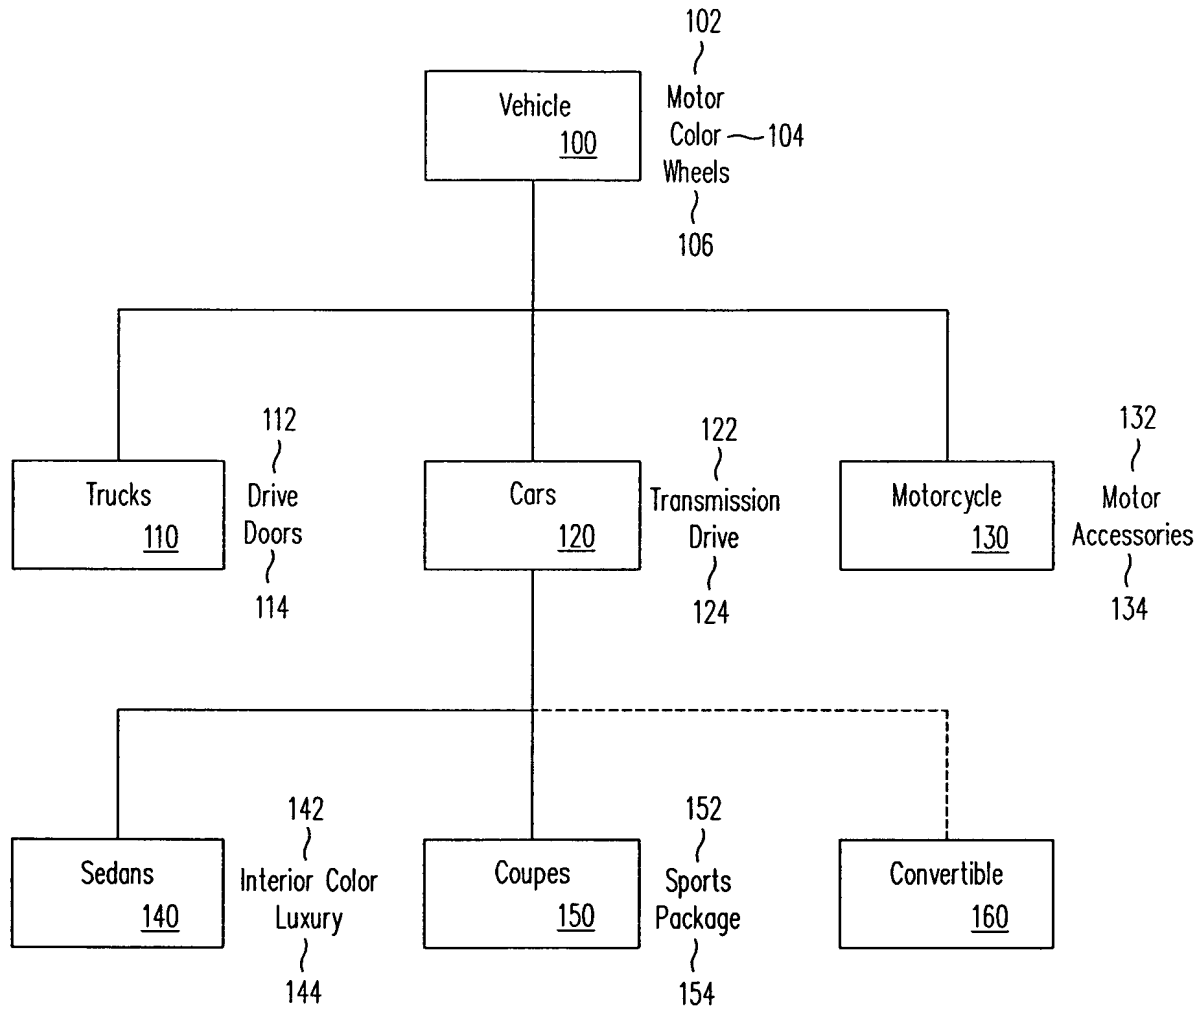 102
Vehicle
100
Motor
Color 104
Wheels
106
112
Trucks
110
Drive
Doors
114
122
Cars
120
Transmission
Drive
124
132
Motorcycle
130
Motor
Accessories
134
142
Sedans
140
Interior Color
Luxury
144
152
Coupes
150
Sports
Package
154
Convertible
160